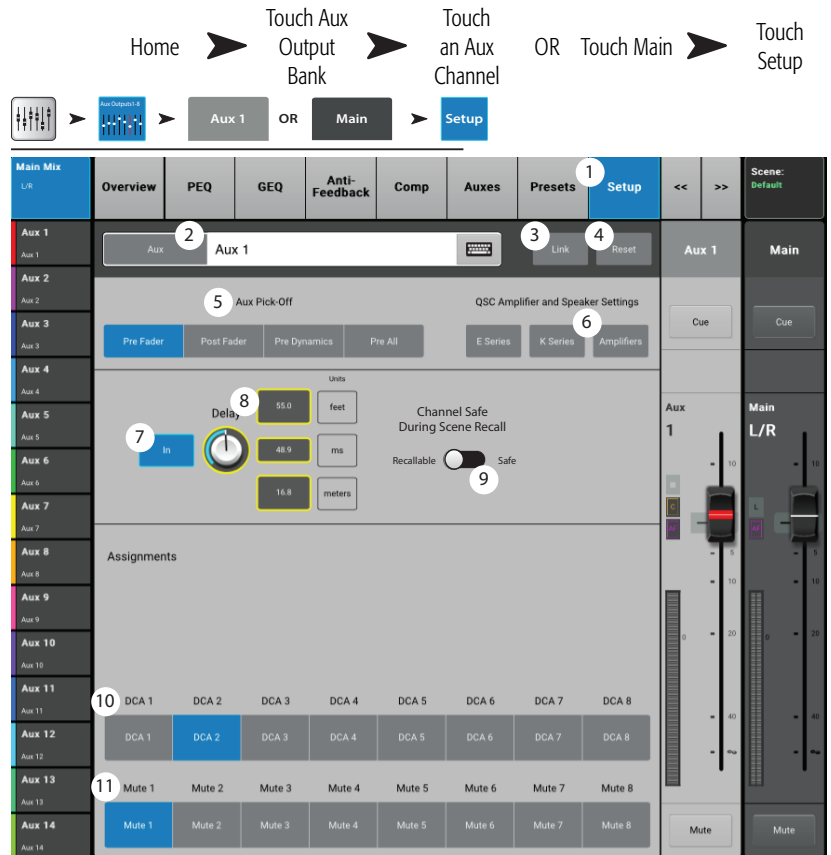 Home
Touch Aux
Output
Bank
Touch
an Aux
Channel
OR
Touch Main
Touch
Setup
Aux Outputs1-8
Aux 1
OR
Main
Setup
Main Mix
L/R
Overview
PEQ
GEQ
Anti-
Feedback
Comp
Auxes
Presets
1
Setup
<<
>>
Scene:
Default
Aux 1
Aux 1
Aux 2
Aux 2
Aux 3
Aux 3
Aux 4
Aux 4
Aux 5
Aux 5
Aux 6
Aux 6
Aux 7
Aux 7
Aux 8
Aux 8
Aux 9
Aux 9
Aux 10
Aux 10
Aux 11
Aux 11
Aux 12
Aux 12
Aux 13
Aux 13
Aux 14
Aux 14
Aux
2
Aux 1
3
Link
4
Reset
5
Aux Pick-Off
Pre Fader
Post Fader
Pre Dynamics
Pre All
QSC Amplifier and Speaker Settings
6
E Series
K Series
Amplifiers
Units
7
In
Delay
8
55.0
feet
48.9
ms
16.8
meters
Channel Safe
During Scene Recall
Recallable
Safe
9
Assignments
10
DCA 1 DCA 2 DCA 3 DCA 4 DCA 5 DCA 6 DCA 7 DCA 8
DCA 1 DCA 2 DCA 3 DCA 4 DCA 5 DCA 6 DCA 7 DCA 8
11
Mute 1 Mute 2 Mute 3 Mute 4 Mute 5 Mute 6 Mute 7 Mute 8
Mute 1 Mute 2 Mute 3 Mute 4 Mute 5 Mute 6 Mute 7 Mute 8
Aux 1
Cue
Aux
1
10
C
5
10
0
20
40
∞
Mute
Main
Cue
Main
L/R
10
L
5
10
0
20
40
∞
Mute